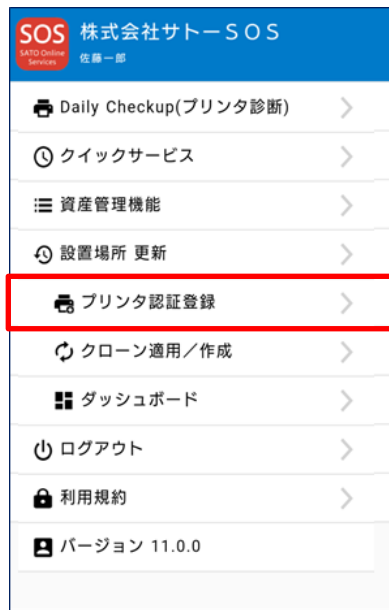 SOS
SATO Online
Services
株式会社サトーＳＯＳ
佐藤一郎
Daily Checkup(プリンタ診断)
クイックサービス
資産管理機能
設置場所 更新
プリンタ認証登録
クローン適用／作成
ダッシュボード
ログアウト
利用規約
バージョン 11.0.0